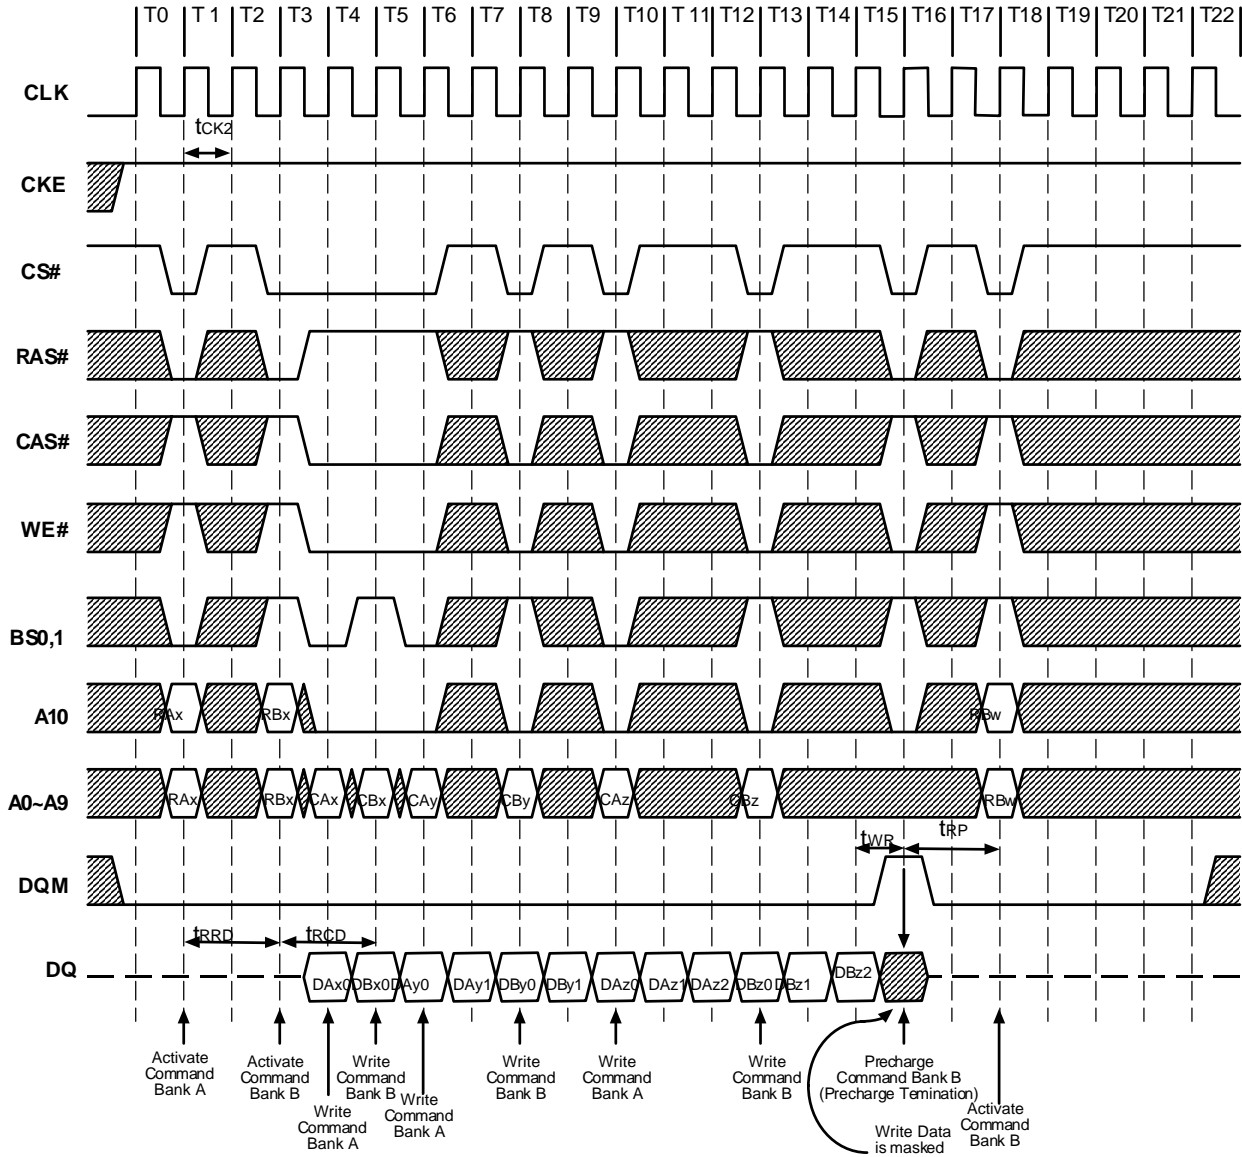 T0 T 1 T2 T3 T4 T5 T6 T7 T8 T9 T10 T 11 T12 T13 T14 T15 T16 T17 T18 T19 T20 T21 T22
CLK
tCK2
CKE
CS#
RAS#
CAS#
WE#
BS0,1
A10
RAx RBx RBw
A0~A9
RAx RBx CAx CBx CAy CBy CAz CBz RBw
tWR tRP
DQM
tRRD tRCD
DQ
DAx0 DBx0 DAy0 DAy1 DBy0 DBy1 DAz0 DAz1 DAz2 DBz0 DBz1 DBz2
Activate
Command
Bank A
Activate
Command
Bank B
Write
Command
Bank A
Write
Command
Bank B
Write
Command
Bank A
Write
Command
Bank B
Write
Command
Bank A
Write
Command
Bank B
Precharge
Command Bank B
(Precharge Temination)
Write Data
is masked
Activate
Command
Bank B